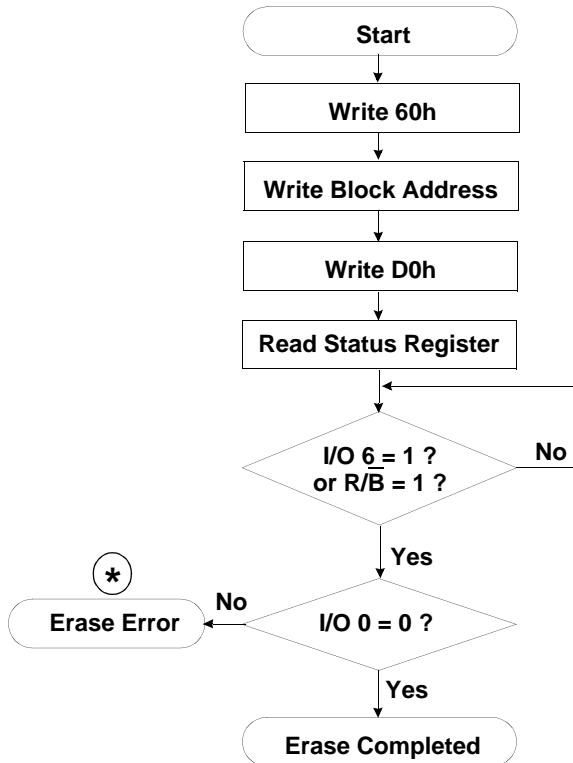 Start
Write 60h
Write Block Address
Write D0h
Read Status Register
I/O 6 = 1 ?
or R/B̅ = 1 ?
No
Yes
*
No
Erase Error
I/O 0 = 0 ?
Yes
Erase Completed